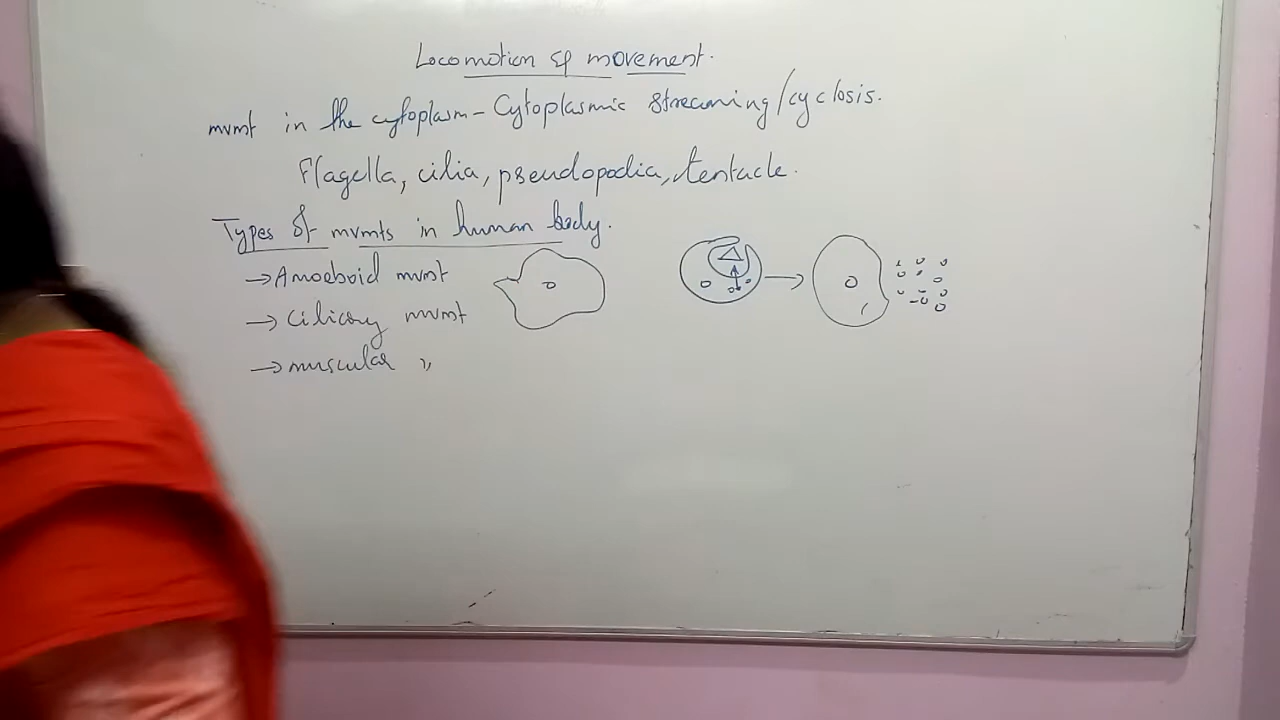 Locomotion & movement.
mvmt in the cytoplasm - Cytoplasmic streaming/cyclosis.
Flagella, cilia, pseudopodia, tentacle.
Types of mvmts in human body.
→ Amoeboid mvmt
→ Ciliary mvmt
→ muscular ,,